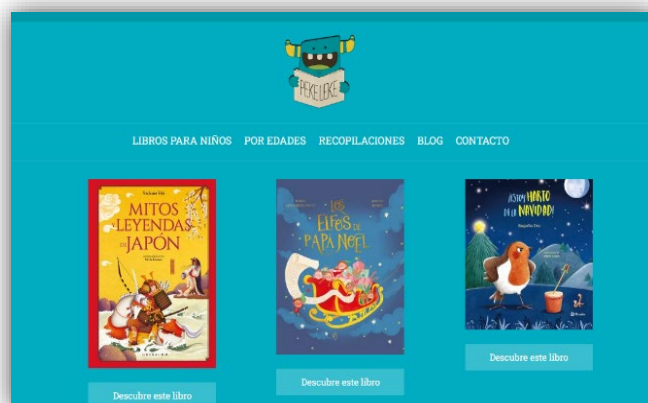 PEKELEKE
LIBROS PARA NIÑOS POR EDADES RECOPILACIONES BLOG CONTACTO
MITOS
y LEYENDAS
DE JAPÓN
LOS
ELFOS DE
PAPÁ NOEL
¡ESTOY HARTO
DE LA NAVIDAD!
Descubre este libro
Descubre este libro
Descubre este libro